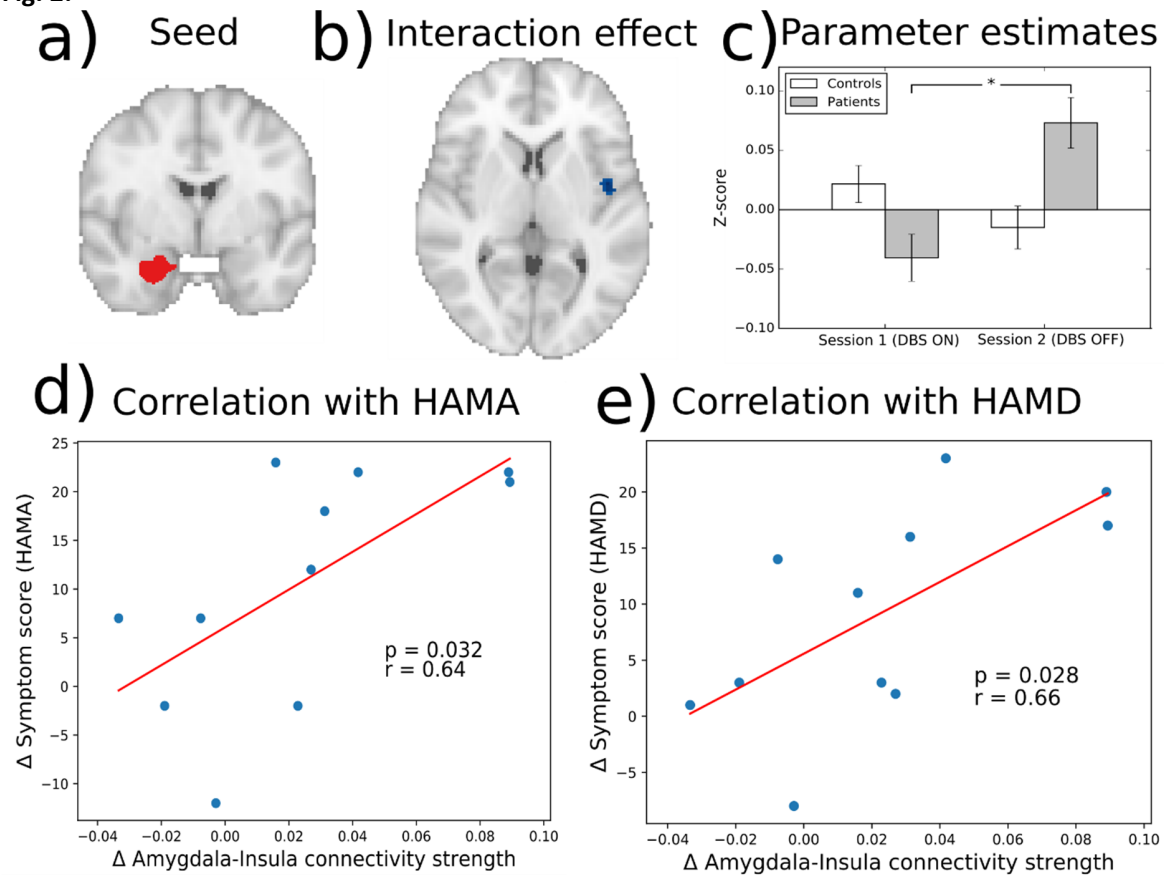 a) Seed
b) Interaction effect
c) Parameter estimates
Controls
Patients
*
0.10
0.05
0.00
−0.05
−0.10
Z-score
Session 1 (DBS ON)
Session 2 (DBS OFF)
d) Correlation with HAMA
25
20
15
10
5
0
−5
−10
Δ Symptom score (HAMA)
p = 0.032
r = 0.64
−0.04 −0.02 0.00 0.02 0.04 0.06 0.08 0.10
Δ Amygdala-Insula connectivity strength
e) Correlation with HAMD
20
15
10
5
0
−5
Δ Symptom score (HAMD)
p = 0.028
r = 0.66
−0.04 −0.02 0.00 0.02 0.04 0.06 0.08 0.10
Δ Amygdala-Insula connectivity strength